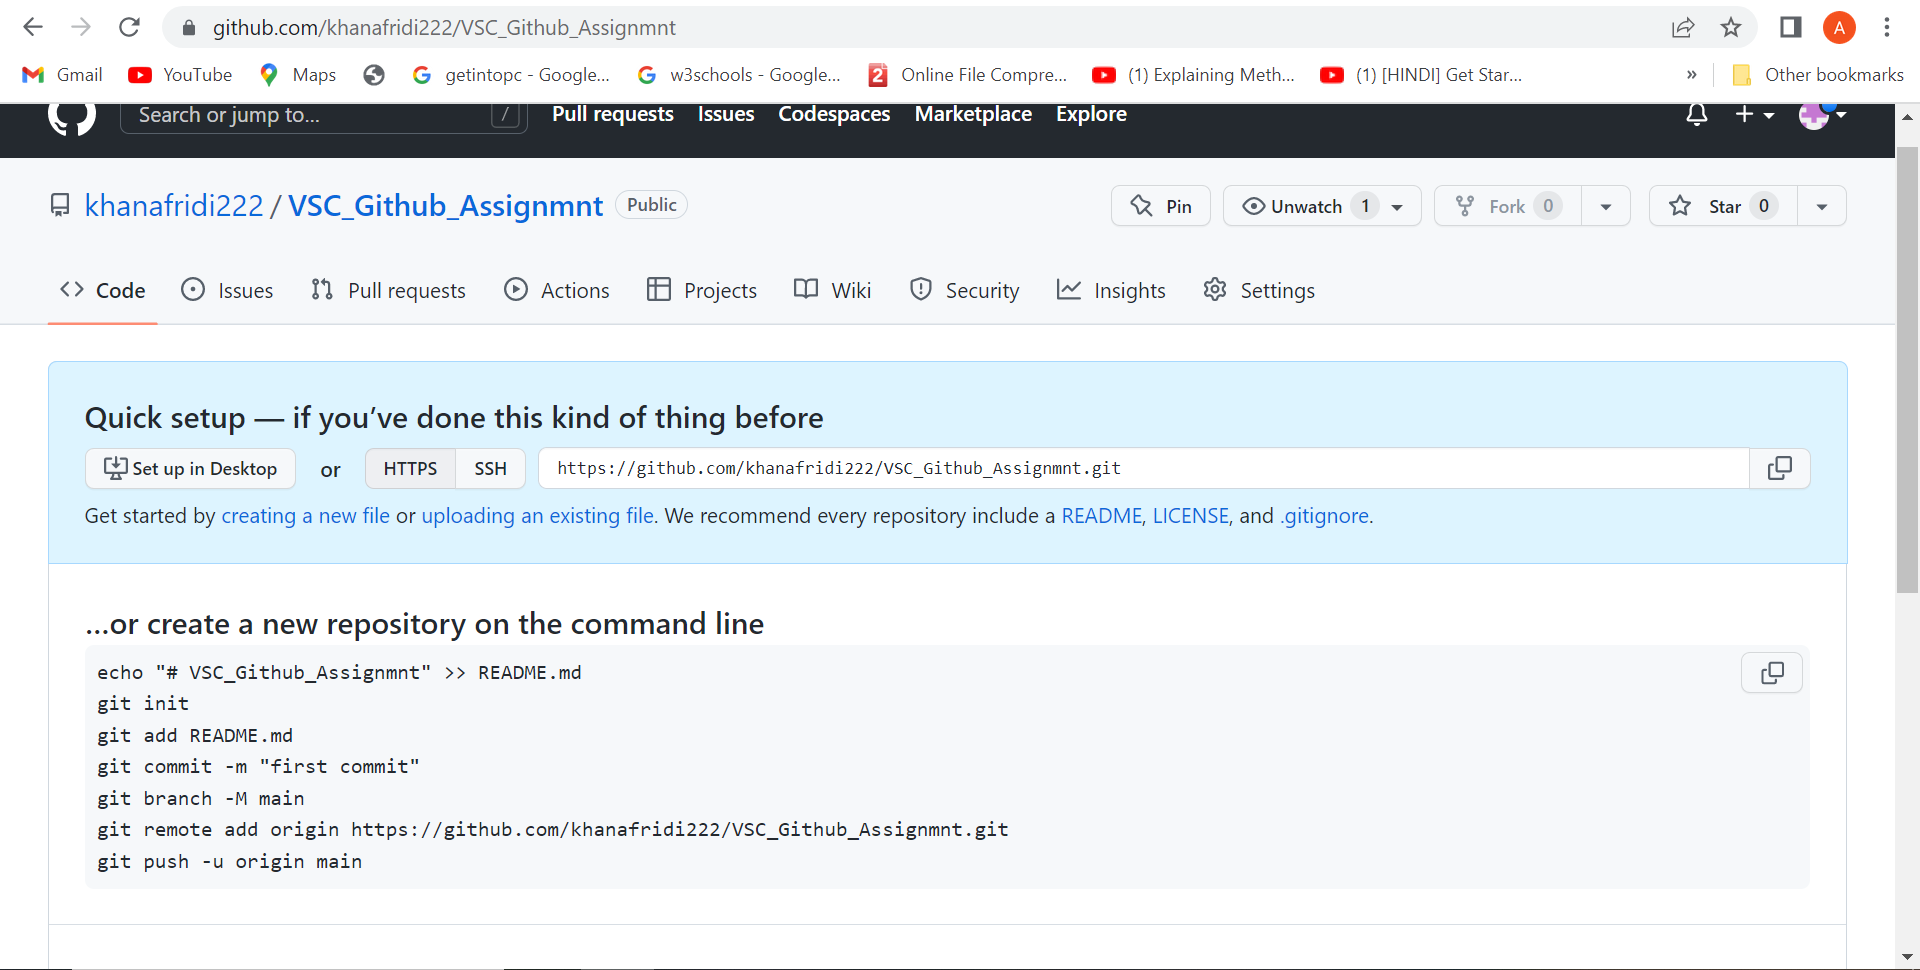 github.com/khanafridi222/VSC_Github_Assignmnt
A
Gmail YouTube Maps getintopc - Google... w3schools - Google... 2 Online File Compre... (1) Explaining Meth... (1) [HINDI] Get Star... » Other bookmarks
Search or jump to... / Pull requests Issues Codespaces Marketplace Explore
khanafridi222 / VSC_Github_Assignmnt Public Pin Unwatch 1 Fork 0 Star 0
Code Issues Pull requests Actions Projects Wiki Security Insights Settings
Quick setup — if you’ve done this kind of thing before
Set up in Desktop or HTTPS SSH https://github.com/khanafridi222/VSC_Github_Assignmnt.git
Get started by creating a new file or uploading an existing file. We recommend every repository include a README, LICENSE, and .gitignore.
…or create a new repository on the command line
echo "# VSC_Github_Assignmnt" >> README.md
git init
git add README.md
git commit -m "first commit"
git branch -M main
git remote add origin https://github.com/khanafridi222/VSC_Github_Assignmnt.git
git push -u origin main